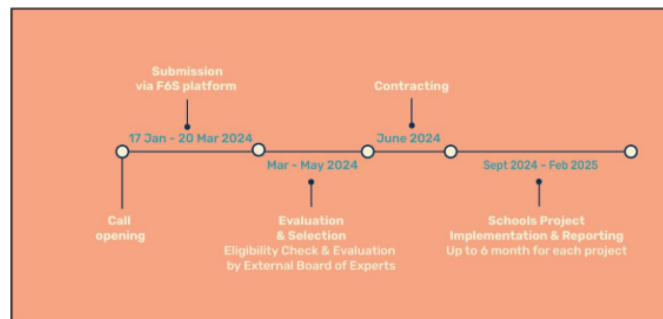 Submission
via F6S platform
Contracting
17 Jan - 20 Mar 2024
June 2024
Mar - May 2024
Sept 2024 - Feb 2025
Call
opening
Evaluation
& Selection
Eligibility Check & Evaluation
by External Board of Experts
Schools Project
Implementation & Reporting
Up to 6 month for each project